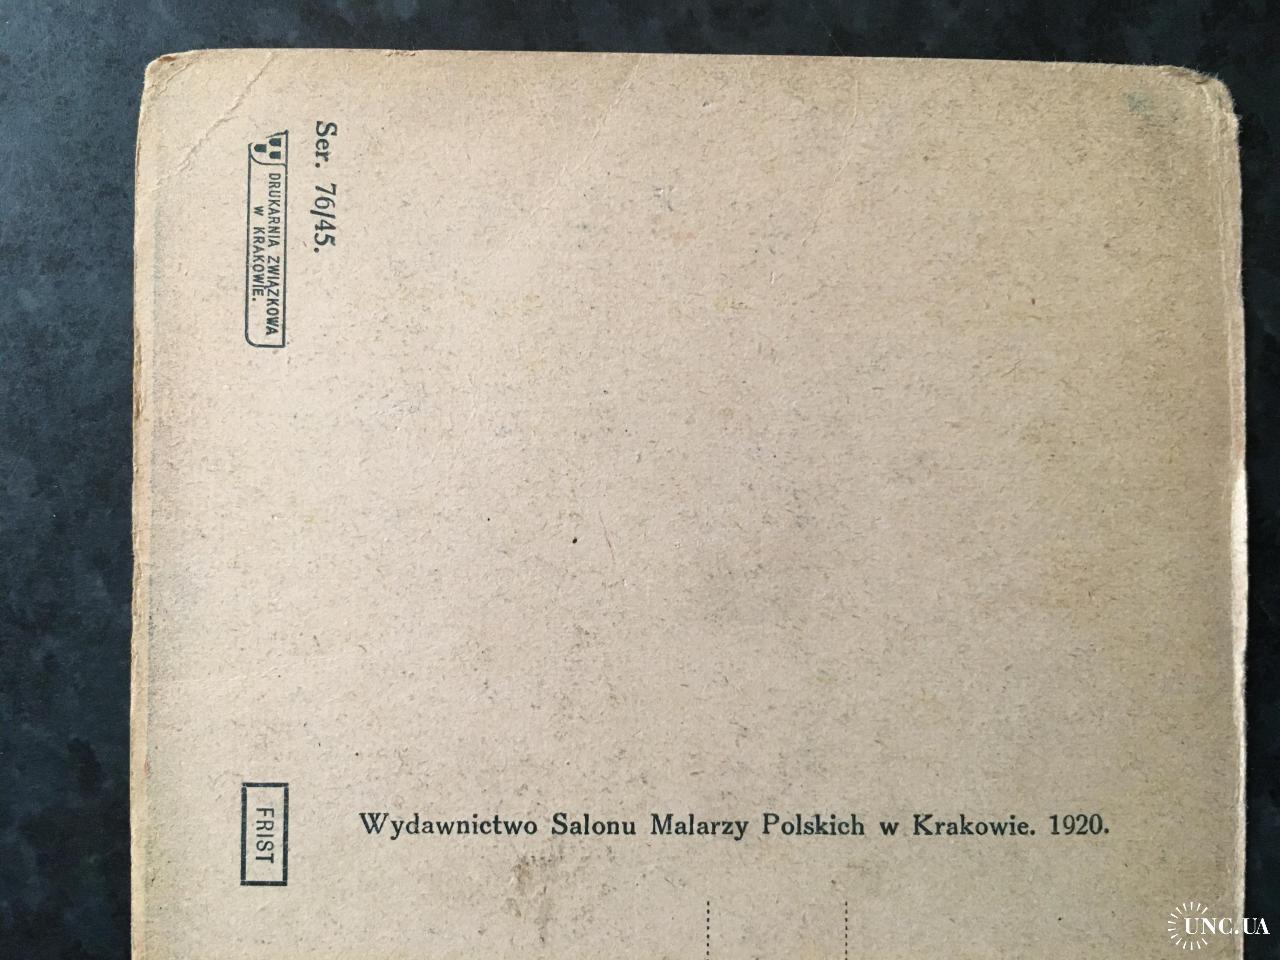 Ser. 76/45.
DRUKARNIA ZWIĄZKOWA
W KRAKOWIE.
FRIST
Wydawnictwo Salonu Malarzy Polskich w Krakowie. 1920.
UNC.UA